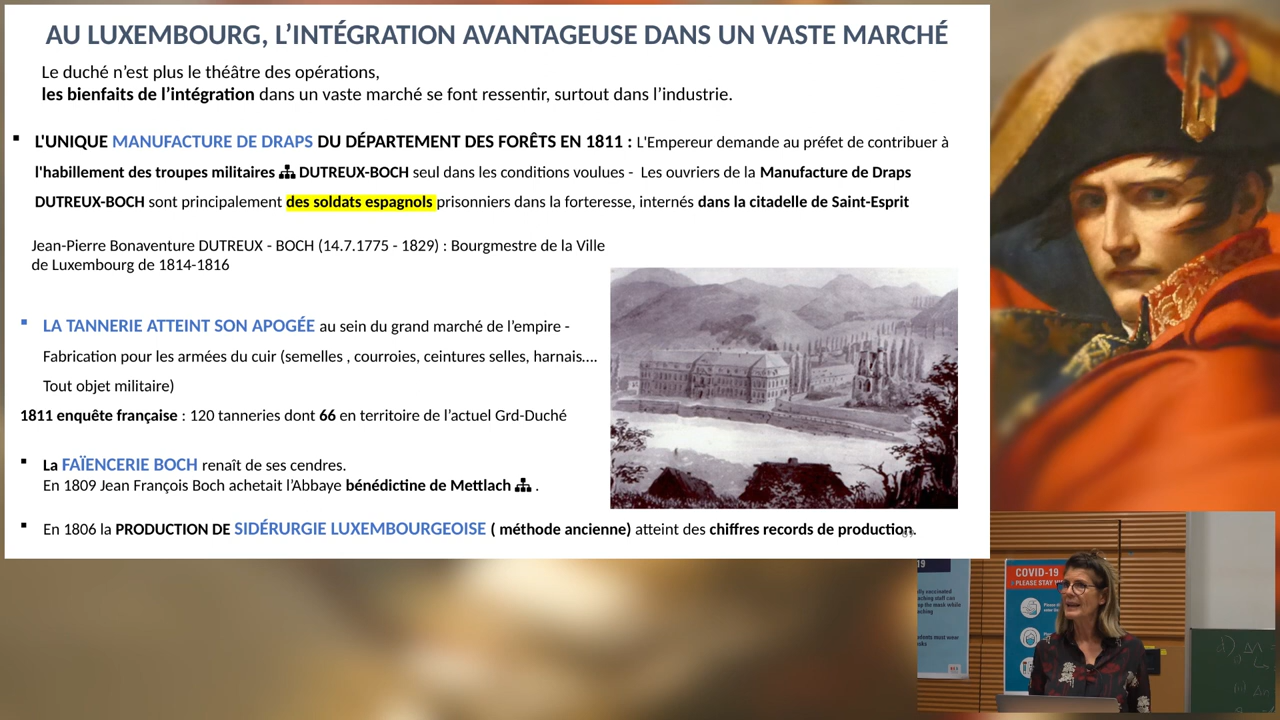 AU LUXEMBOURG, L’INTÉGRATION AVANTAGEUSE DANS UN VASTE MARCHÉ
Le duché n’est plus le théâtre des opérations,
les bienfaits de l’intégration dans un vaste marché se font ressentir, surtout dans l’industrie.
▪ L'UNIQUE MANUFACTURE DE DRAPS DU DÉPARTEMENT DES FORÊTS EN 1811 : L'Empereur demande au préfet de contribuer à
l'habillement des troupes militaires DUTREUX-BOCH seul dans les conditions voulues - Les ouvriers de la Manufacture de Draps
DUTREUX-BOCH sont principalement des soldats espagnols prisonniers dans la forteresse, internés dans la citadelle de Saint-Esprit
Jean-Pierre Bonaventure DUTREUX - BOCH (14.7.1775 - 1829) : Bourgmestre de la Ville
de Luxembourg de 1814-1816
▪ LA TANNERIE ATTEINT SON APOGÉE au sein du grand marché de l’empire -
Fabrication pour les armées du cuir (semelles , courroies, ceintures selles, harnais....
Tout objet militaire)
1811 enquête française : 120 tanneries dont 66 en territoire de l’actuel Grd-Duché
▪ La FAÏENCERIE BOCH renaît de ses cendres.
En 1809 Jean François Boch achetait l’Abbaye bénédictine de Mettlach .
▪ En 1806 la PRODUCTION DE SIDÉRURGIE LUXEMBOURGEOISE ( méthode ancienne) atteint des chiffres records de production.
19
COVID-19
PLEASE STAY